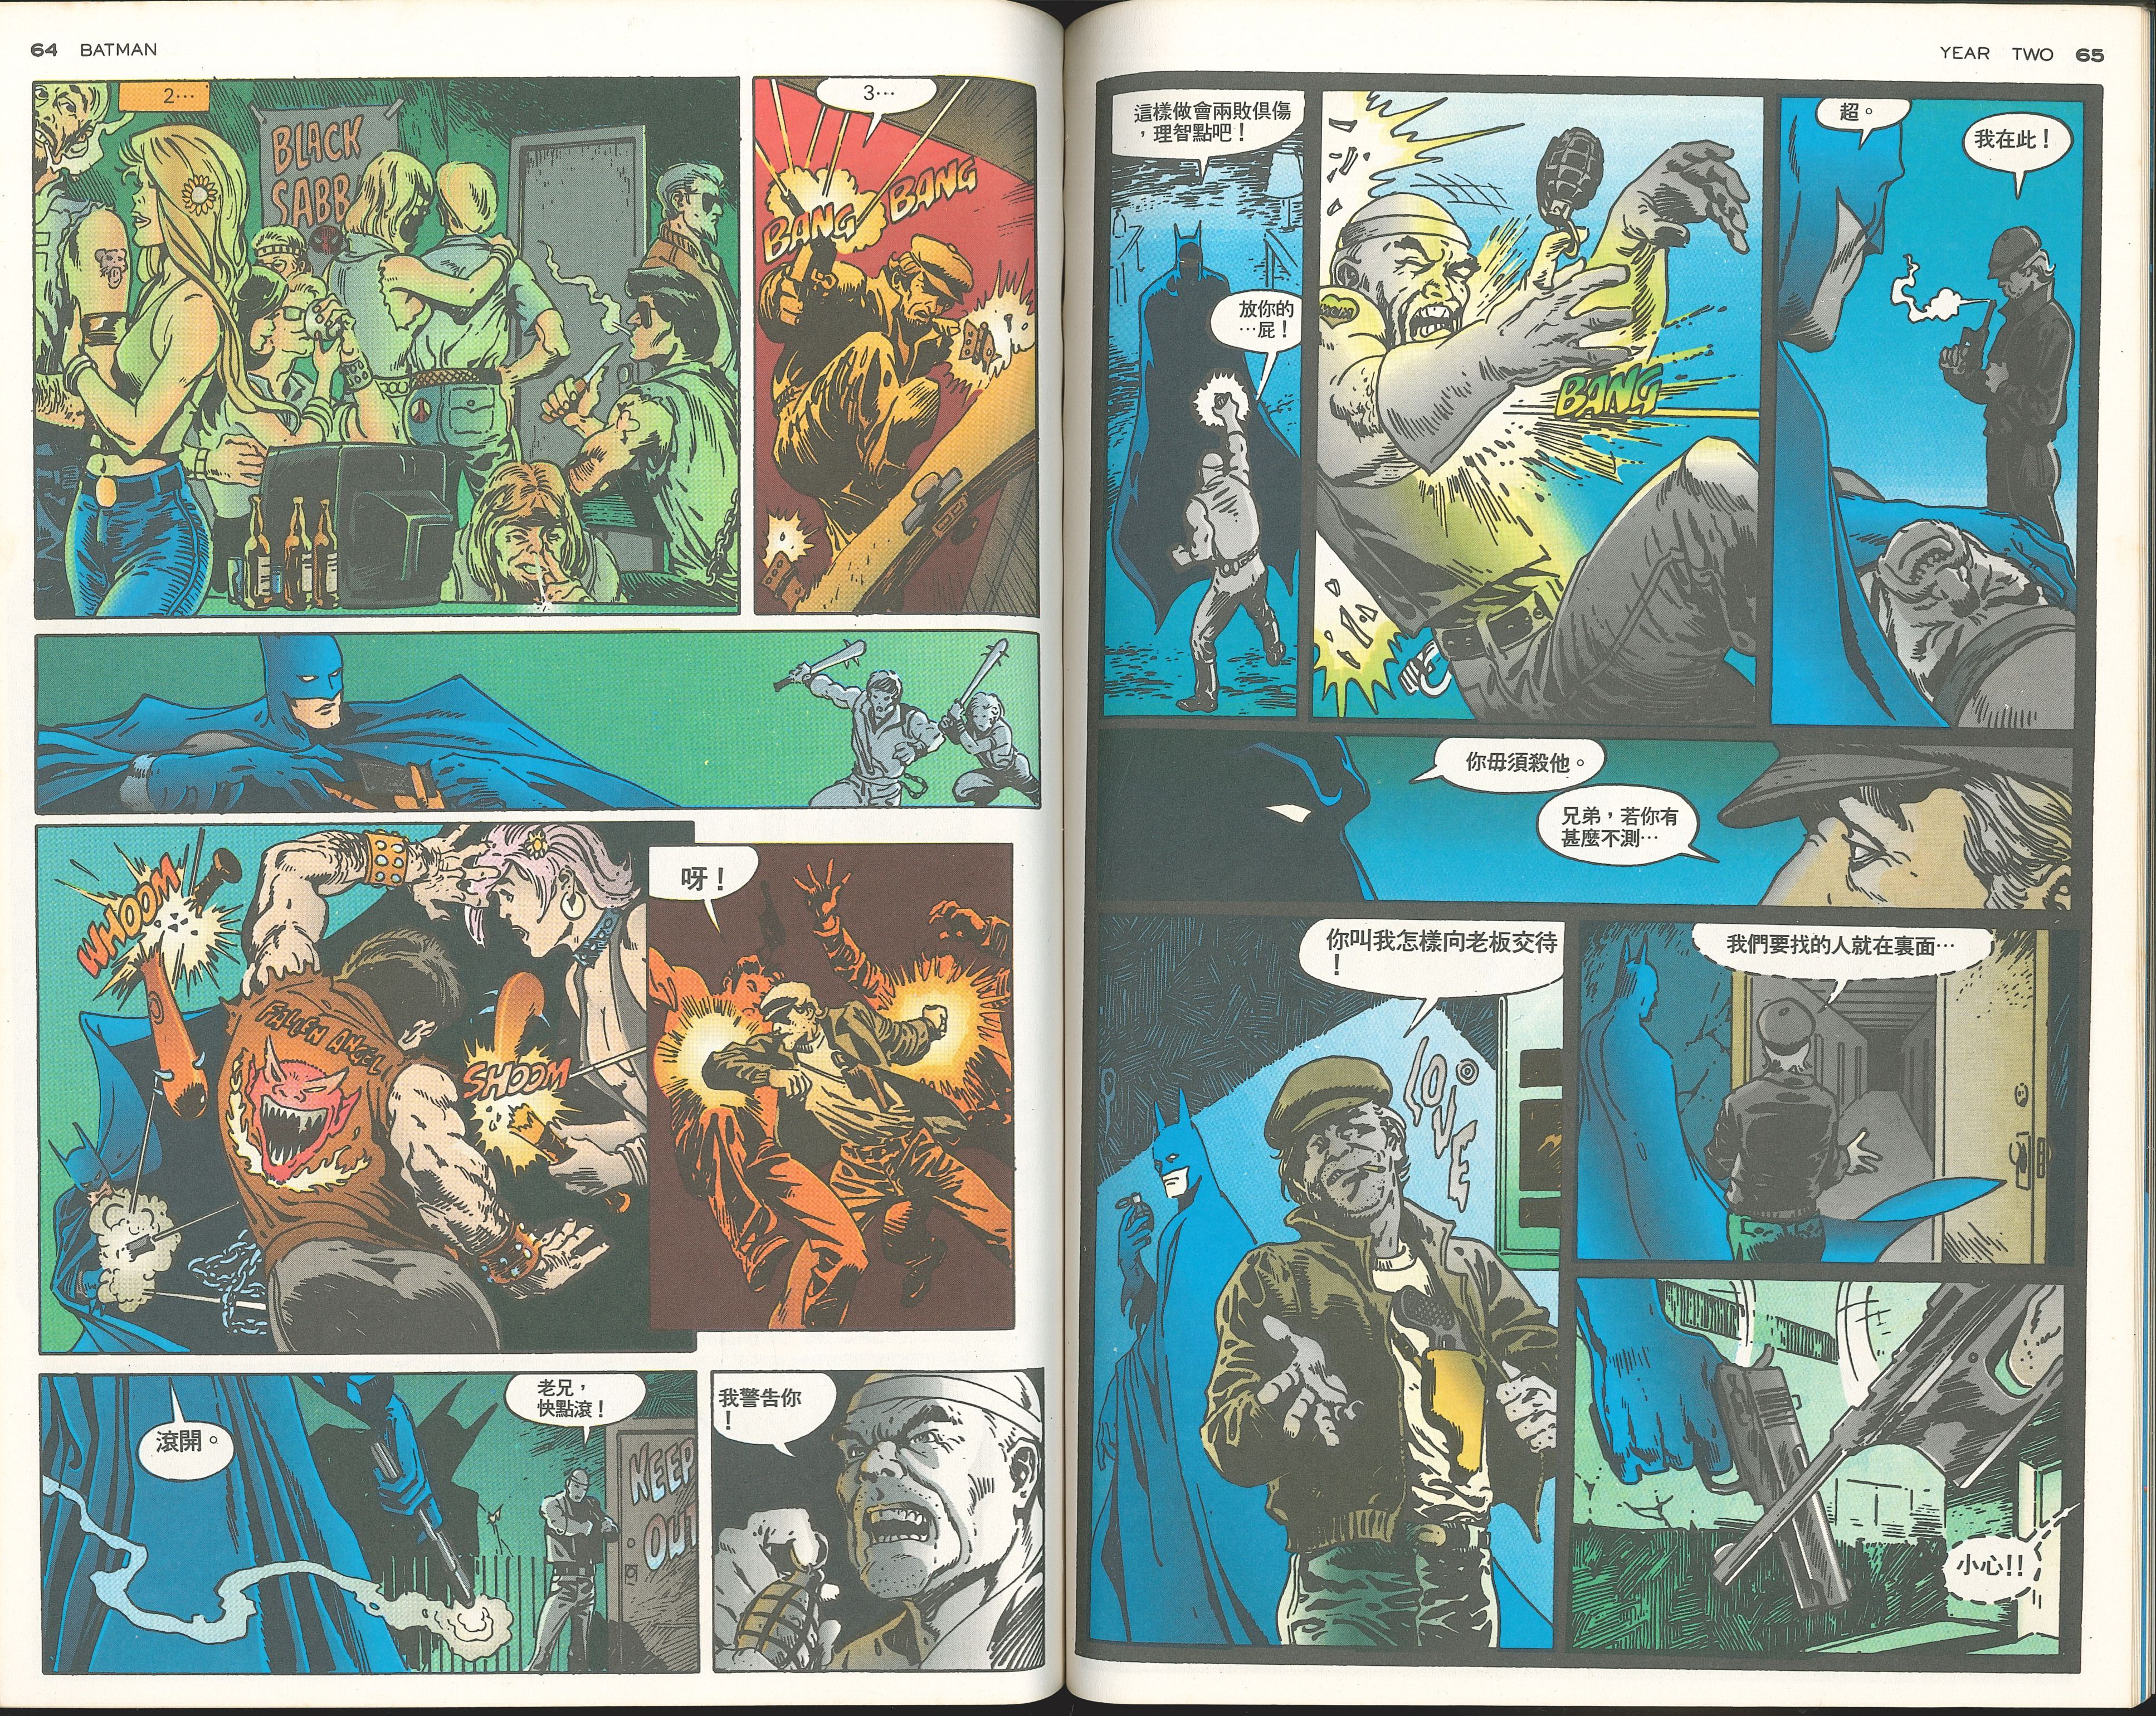 64 BATMAN
2…
BLACK
SABB
3…
BANG
BANG
WHOOM
FALLEN ANGEL
SHOOM
呀！
滾開。
老兄，
快點滾！
KEEP
OUT
我警告你
！
YEAR TWO 65
這樣做會兩敗俱傷
，理智點吧！
放你的
…屁！
MOM
BANG
超。
我在此！
你毋須殺他。
兄弟，若你有
甚麼不測…
你叫我怎樣向老板交待
！
LOVE
我們要找的人就在裏面…
小心!!